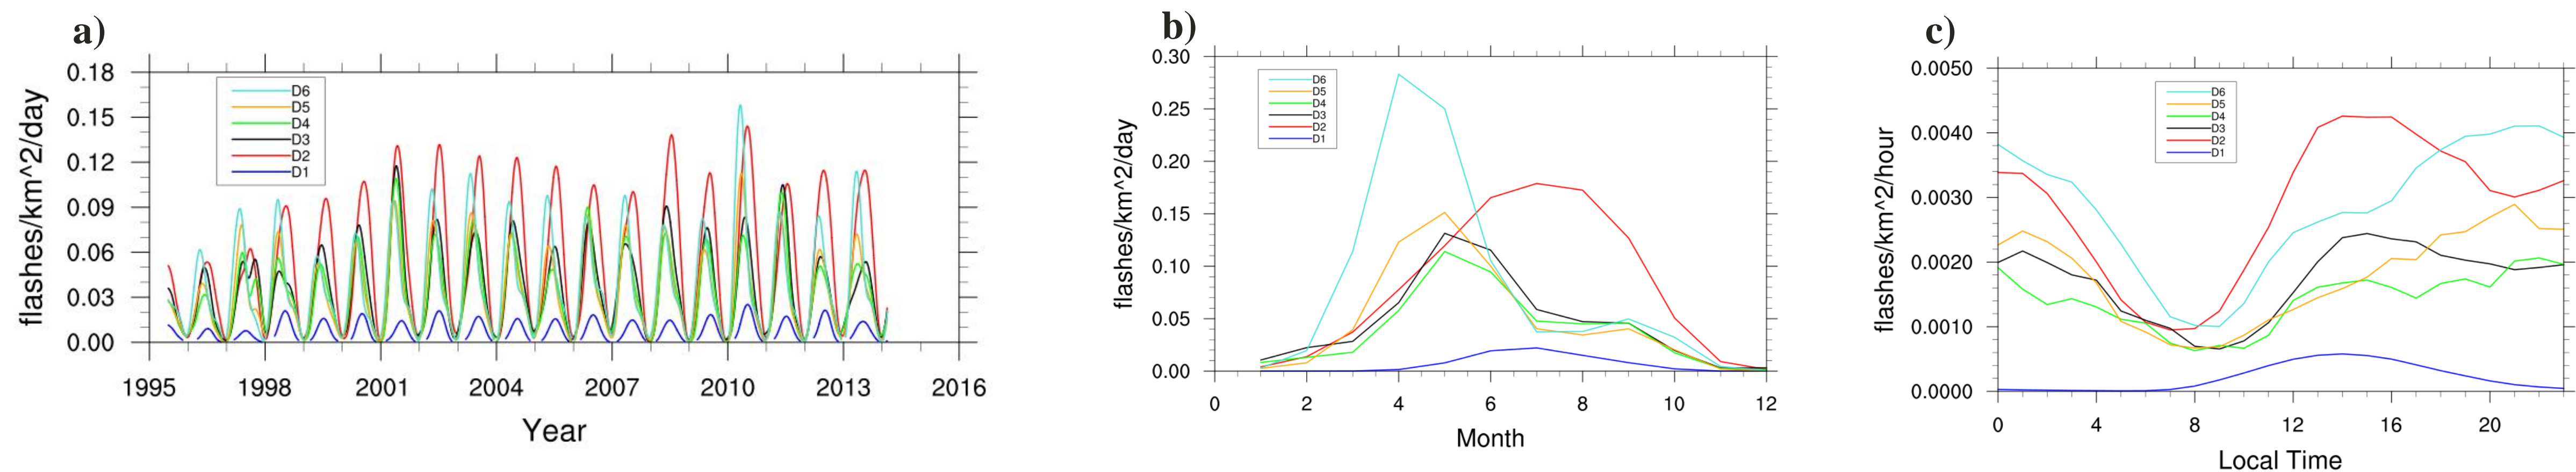 a)
flashes/km^2/day
0.18
0.15
0.12
0.09
0.06
0.03
0.00
D6
D5
D4
D3
D2
D1
1995 1998 2001 2004 2007 2010 2013 2016
Year
b)
flashes/km^2/day
0.30
0.25
0.20
0.15
0.10
0.05
0.00
D6
D5
D4
D3
D2
D1
0 2 4 6 8 10 12
Month
c)
flashes/km^2/hour
0.0050
0.0040
0.0030
0.0020
0.0010
0.0000
D6
D5
D4
D3
D2
D1
0 4 8 12 16 20
Local Time